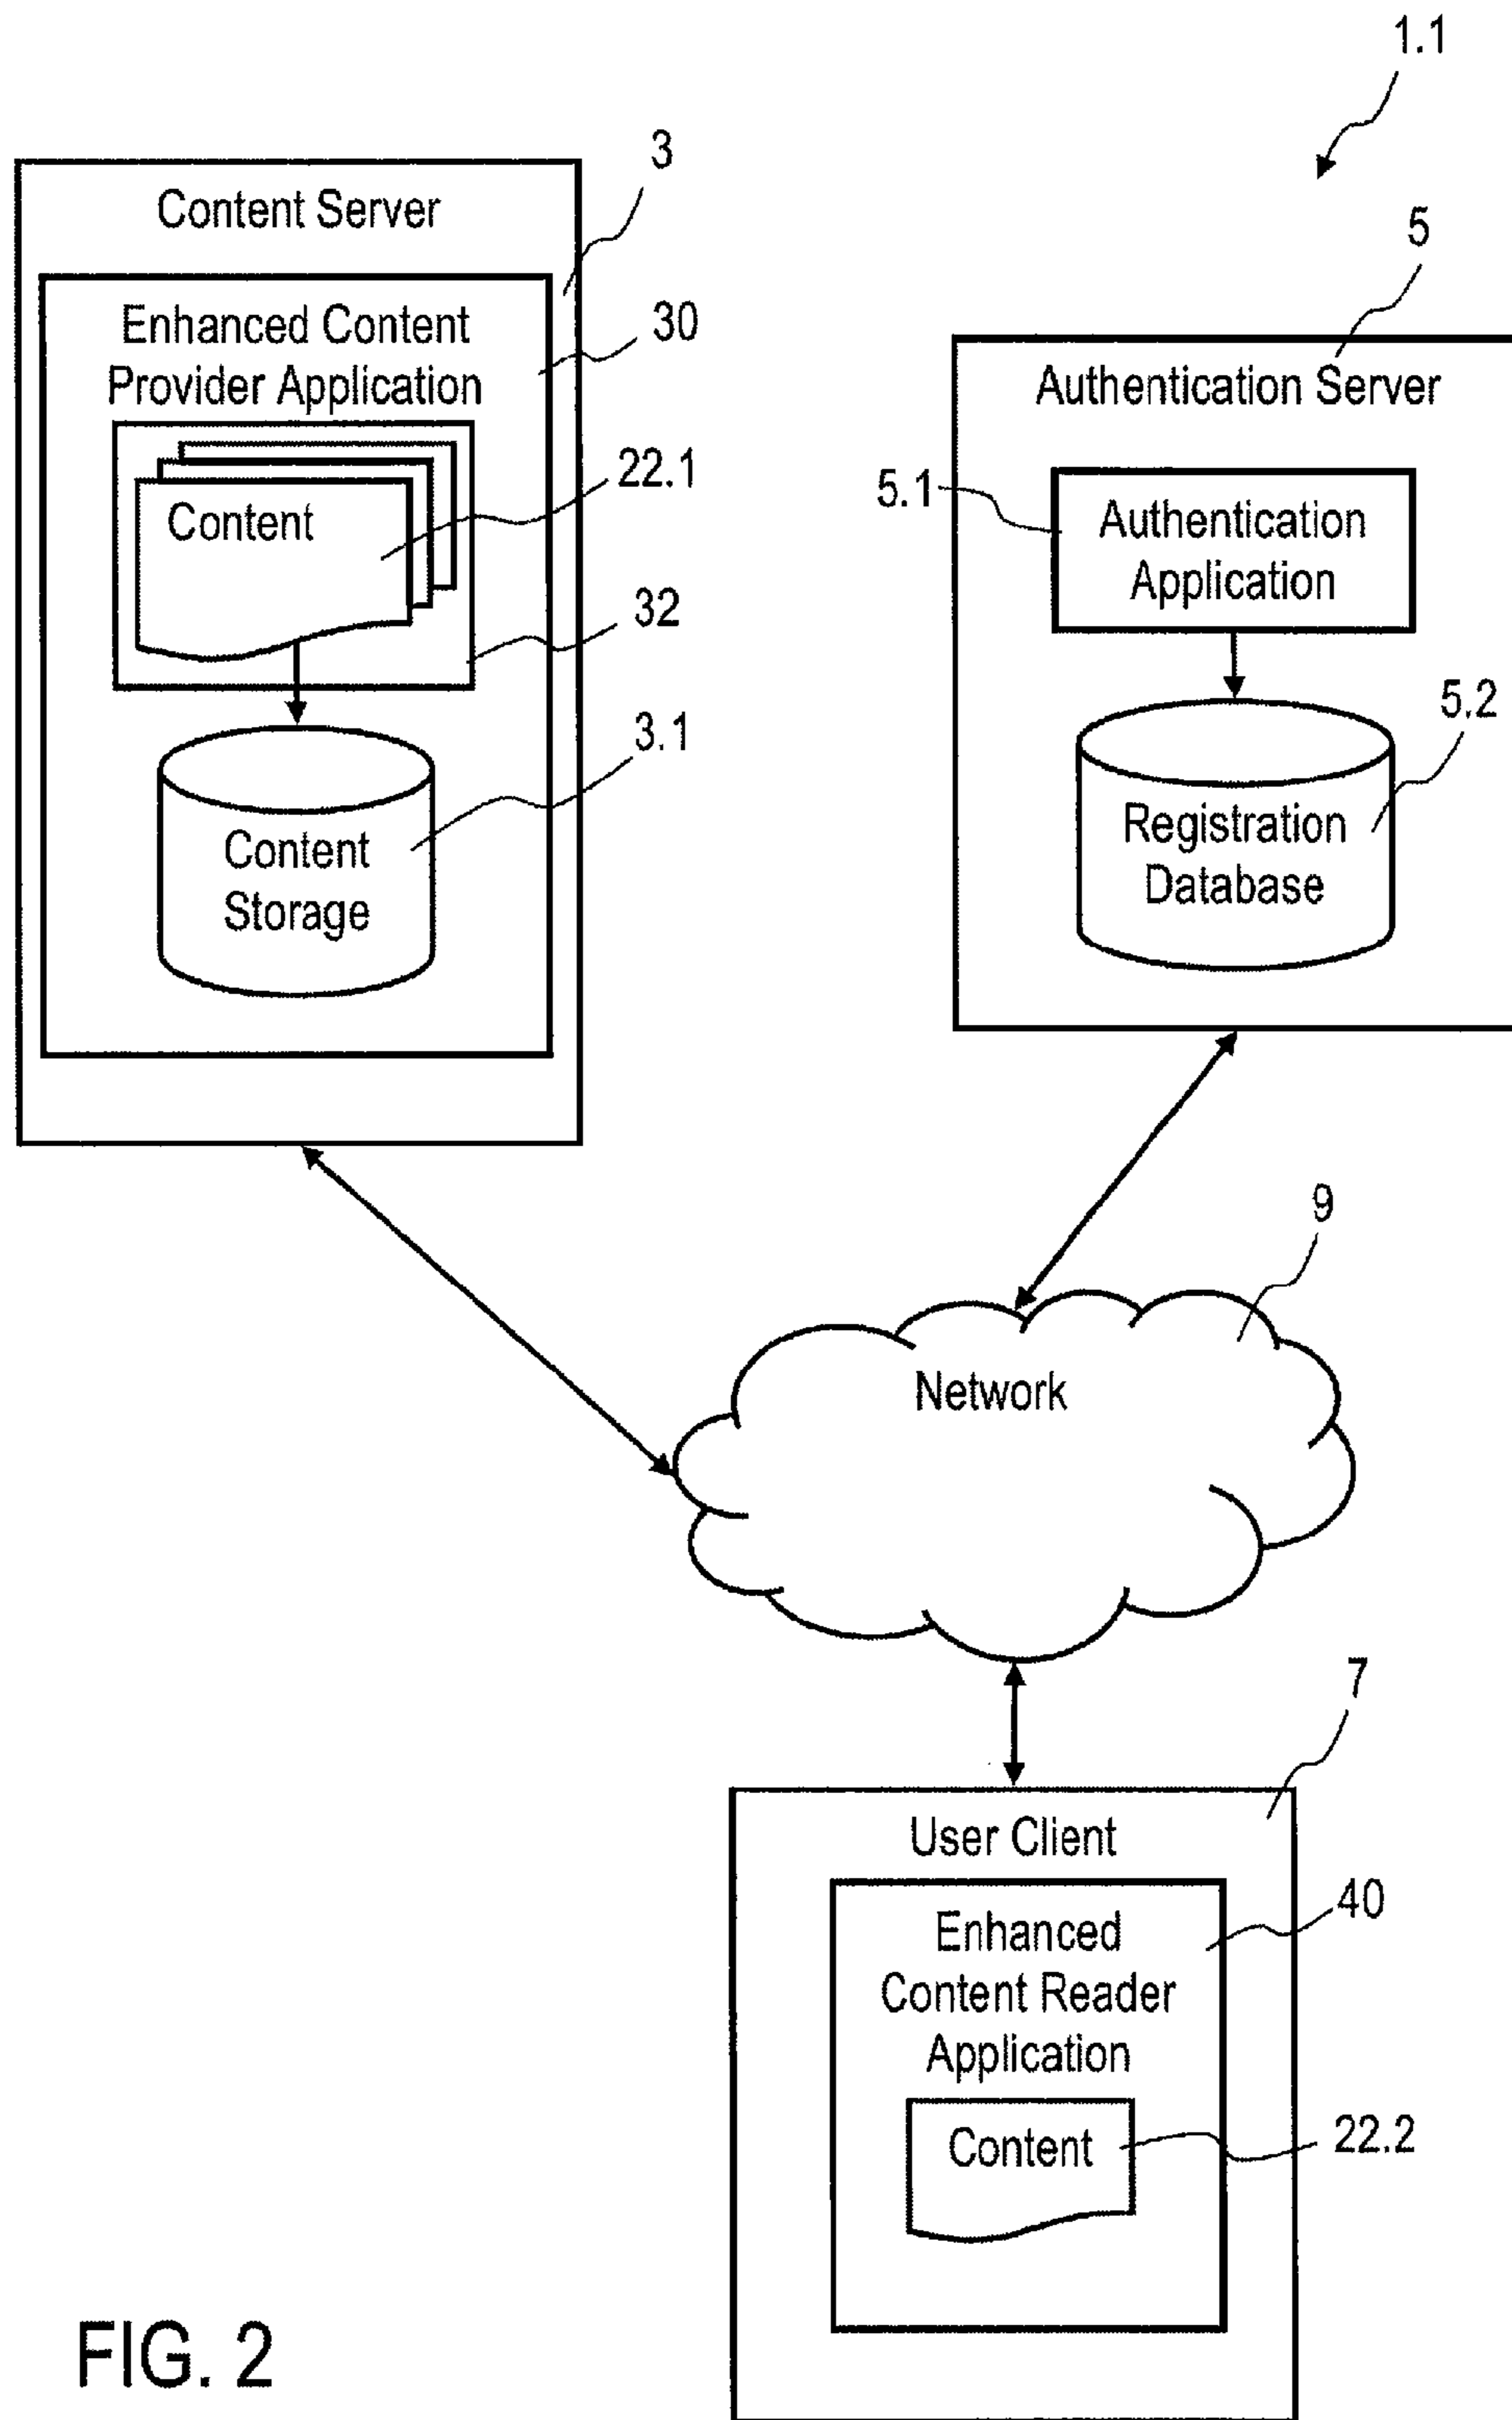 1.1
3
Content Server
5
Enhanced Content
Provider Application
30
Authentication Server
22.1
Content
5.1
Authentication
Application
32
3.1
5.2
Content
Storage
Registration
Database
9
Network
7
User Client
40
Enhanced
Content Reader
Application
Content
22.2
FIG. 2